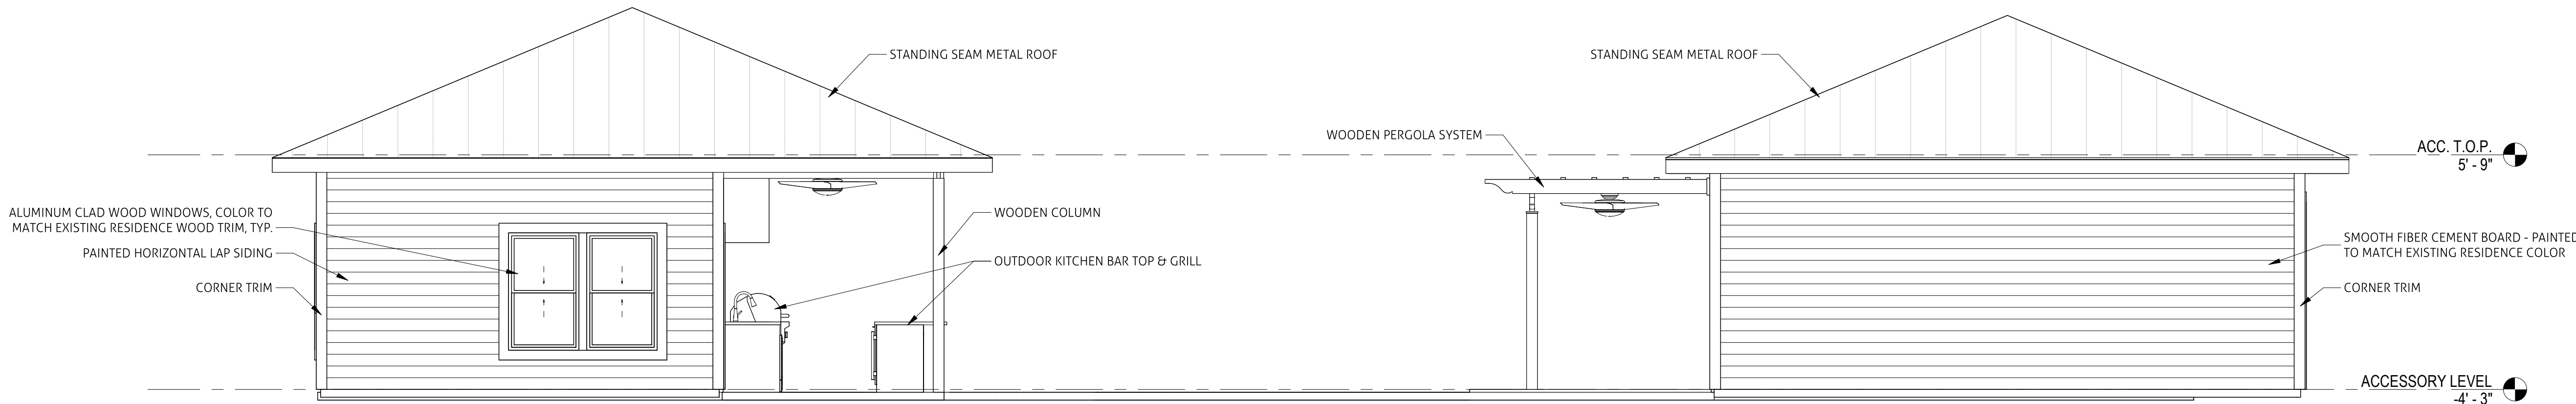 STANDING SEAM METAL ROOF
STANDING SEAM METAL ROOF
WOODEN PERGOLA SYSTEM
ACC. T.O.P.
5' - 9"
ALUMINUM CLAD WOOD WINDOWS, COLOR TO
MATCH EXISTING RESIDENCE WOOD TRIM, TYP.
WOODEN COLUMN
PAINTED HORIZONTAL LAP SIDING
OUTDOOR KITCHEN BAR TOP & GRILL
SMOOTH FIBER CEMENT BOARD - PAINTED
TO MATCH EXISTING RESIDENCE COLOR
CORNER TRIM
CORNER TRIM
ACCESSORY LEVEL
-4' - 3"